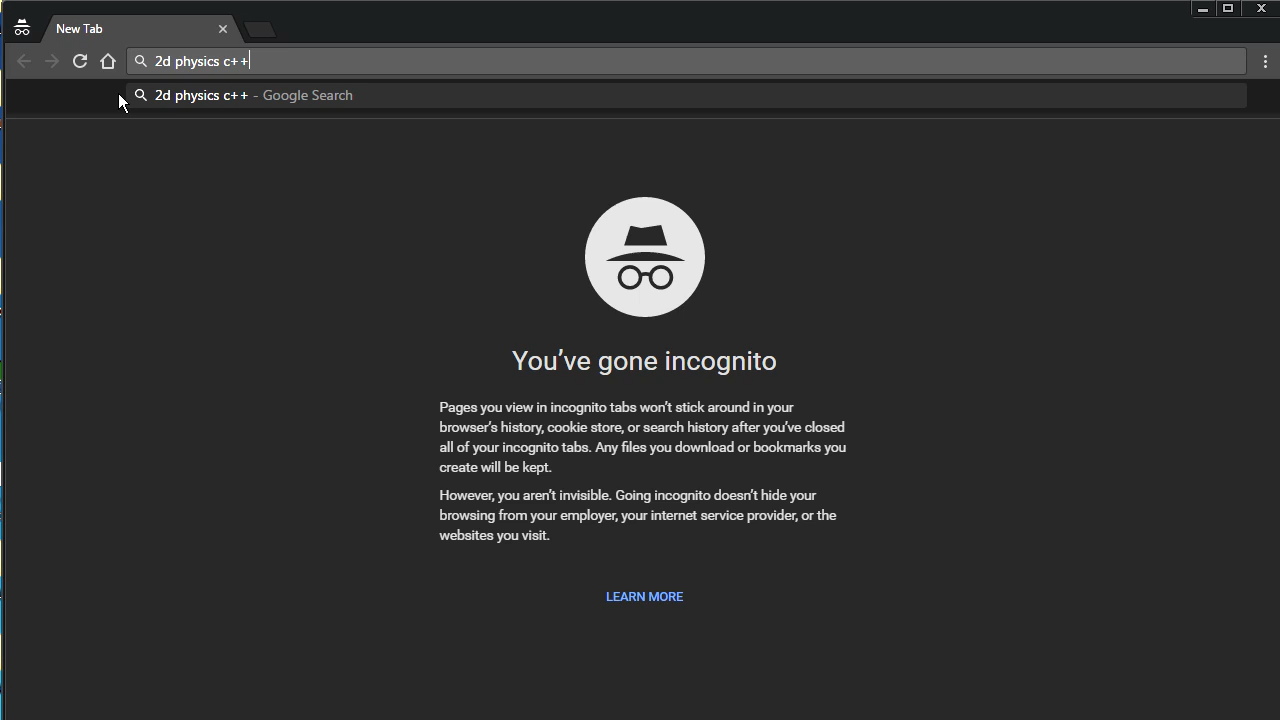 New Tab
2d physics c++
2d physics c++ - Google Search
You've gone incognito
Pages you view in incognito tabs won't stick around in your
browser's history, cookie store, or search history after you've closed
all of your incognito tabs. Any files you download or bookmarks you
create will be kept.
However, you aren't invisible. Going incognito doesn't hide your
browsing from your employer, your internet service provider, or the
websites you visit.
LEARN MORE